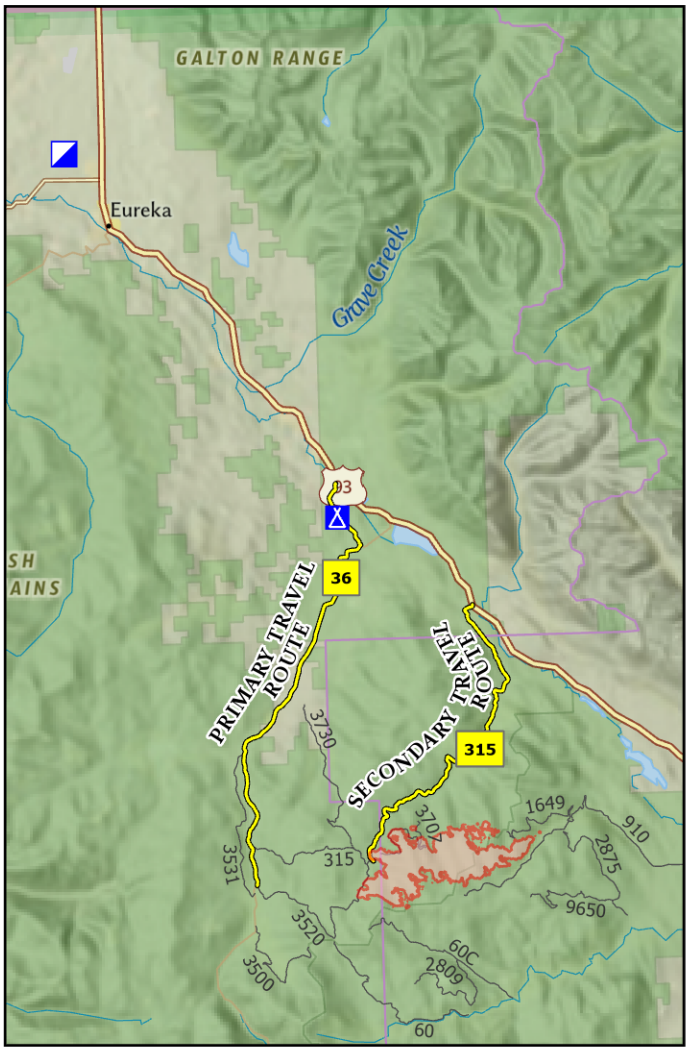 GALTON RANGE
Eureka
Grave Creek
93
SH
AINS
36
PRIMARY TRAVEL
ROUTE
SECONDARY TRAVEL
ROUTE
315
3730
3707
1649
910
2875
3531
315
9650
3520
3500
60C
2809
60